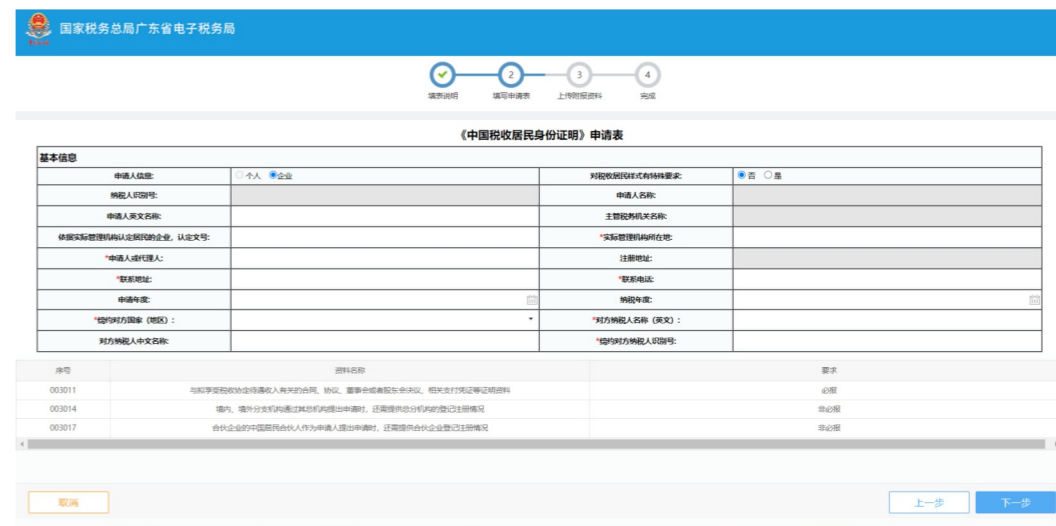 国家税务总局广东省电子税务局
2 3 4
填表说明 填写申请表 上传附报资料 完成
《中国税收居民身份证明》申请表
基本信息
申请人信息: 个人 企业 对税收居民样式有特殊要求: 否 是
纳税人识别号: 申请人名称:
申请人英文名称: 主管税务机关名称:
依据实际管理机构认定居民的企业，认定文号: *实际管理机构所在地:
*申请人或代理人: 注册地址:
*联系地址: *联系电话:
申请年度: 纳税年度:
*缔约对方国家（地区）: *对方纳税人名称（英文）:
对方纳税人中文名称: *缔约对方纳税人识别号:
序号 资料名称 要求
003011 与拟享受税收协定待遇收入有关的合同、协议、董事会或者股东会决议、相关支付凭证等证明资料 必报
003014 境内、境外分支机构通过其总机构提出申请时，还需提供总分机构的登记注册情况 非必报
003017 合伙企业的中国居民合伙人作为申请人提出申请时，还需提供合伙企业登记注册情况 非必报
取消 上一步 下一步